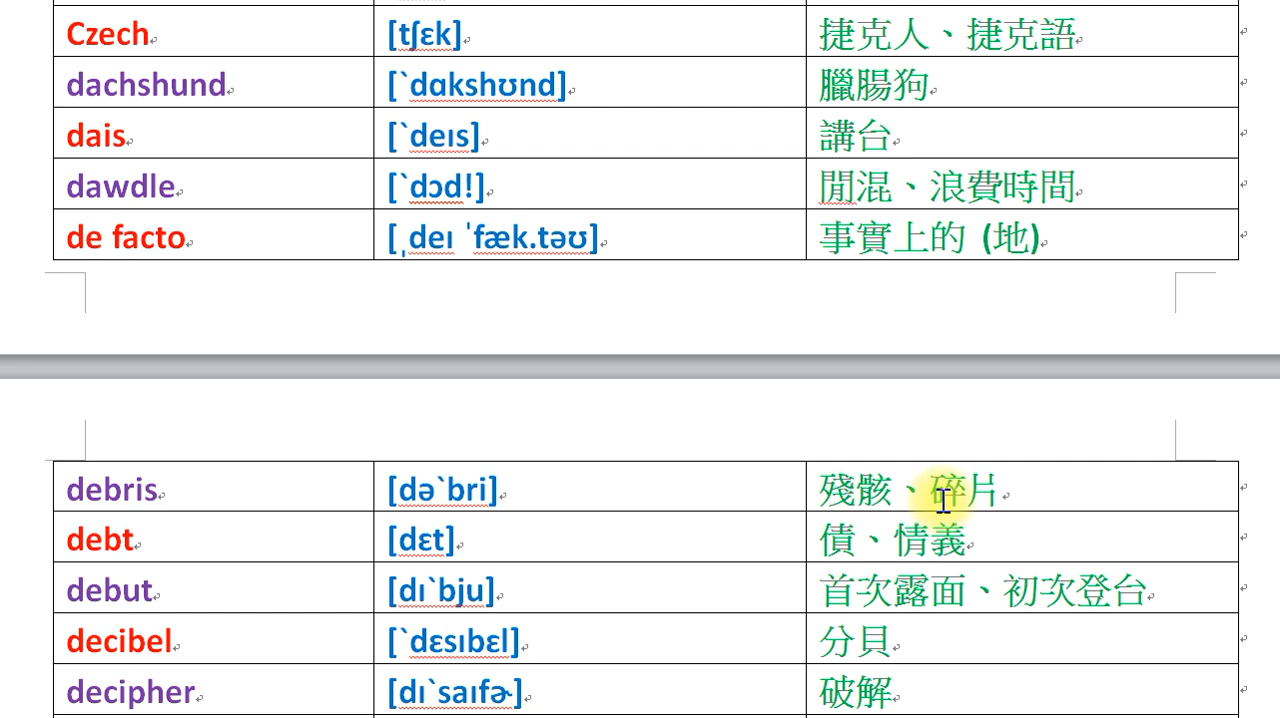 Czech [tʃɛk] 捷克人、捷克語
dachshund [ˋdɑkshʊnd] 臘腸狗
dais [ˋdeɪs] 講台
dawdle [ˋdɔd!] 閒混、浪費時間
de facto [ˌdeɪ ˈfæk.təʊ] 事實上的 (地)
debris [dəˋbri] 殘骸、碎片
debt [dɛt] 債、情義
debut [dɪˋbju] 首次露面、初次登台
decibel [ˋdɛsɪbɛl] 分貝
decipher [dɪˋsaɪfɚ] 破解